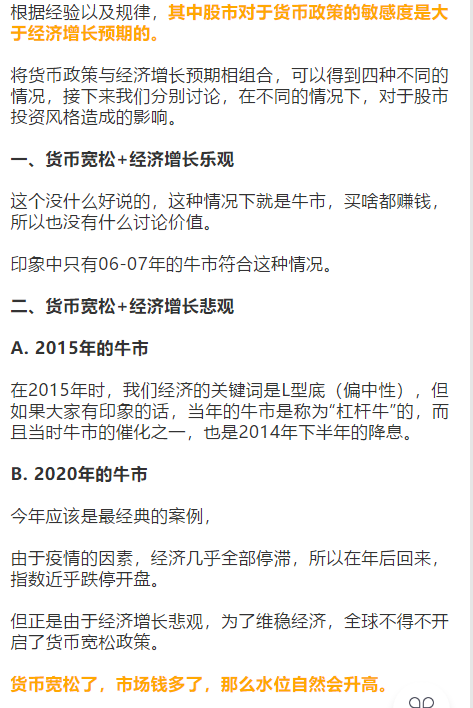 根据经验以及规律，其中股市对于货币政策的敏感度是大
于经济增长预期的。
将货币政策与经济增长预期相组合，可以得到四种不同的
情况，接下来我们分别讨论，在不同的情况下，对于股市
投资风格造成的影响。
一、货币宽松+经济增长乐观
这个没什么好说的，这种情况下就是牛市，买啥都赚钱，
所以也没有什么讨论价值。
印象中只有06-07年的牛市符合这种情况。
二、货币宽松+经济增长悲观
A. 2015年的牛市
在2015年时，我们经济的关键词是L型底（偏中性），但
如果大家有印象的话，当年的牛市是称为“杠杆牛”的，而
且当时牛市的催化之一，也是2014年下半年的降息。
B. 2020年的牛市
今年应该是最经典的案例，
由于疫情的因素，经济几乎全部停滞，所以在年后回来，
指数近乎跌停开盘。
但正是由于经济增长悲观，为了维稳经济，全球不得不开
启了货币宽松政策。
货币宽松了，市场钱多了，那么水位自然会升高。